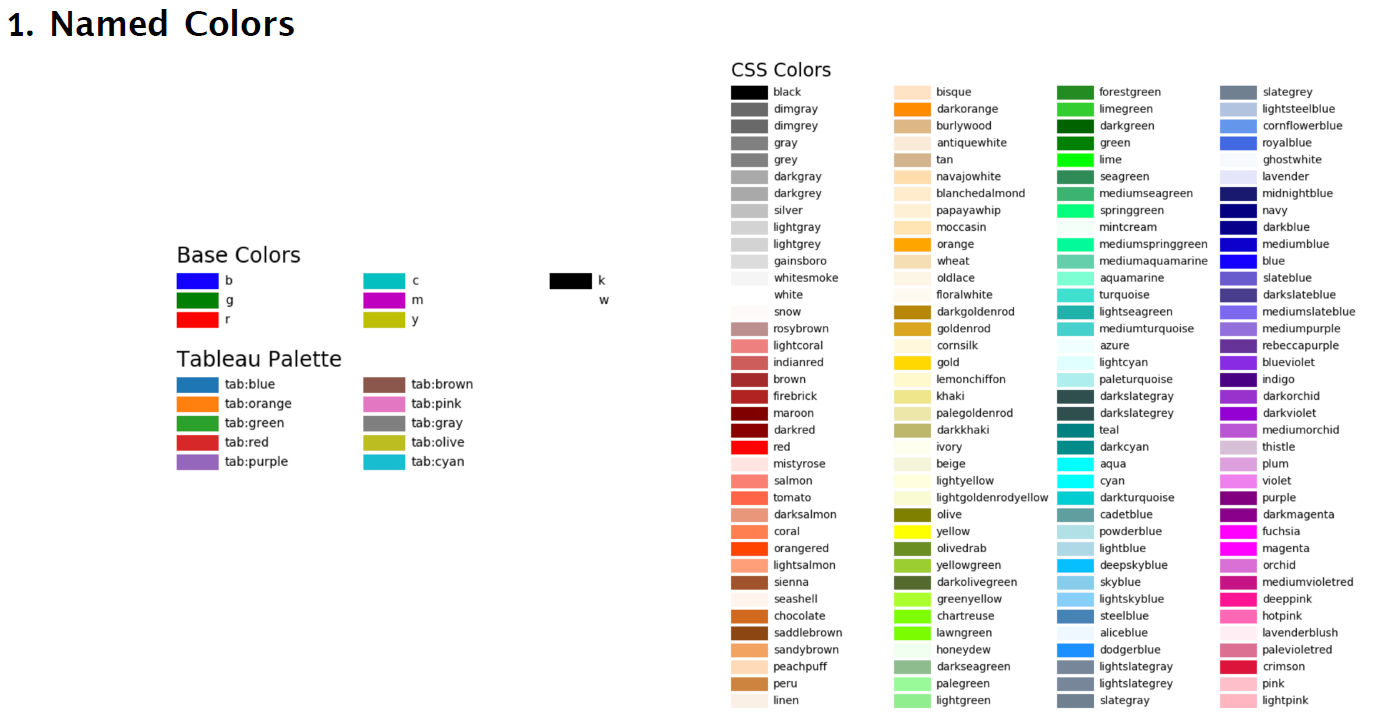 1. Named Colors
Base Colors
b
g
r
c
m
y
k
w
Tableau Palette
tab:blue
tab:orange
tab:green
tab:red
tab:purple
tab:brown
tab:pink
tab:gray
tab:olive
tab:cyan
CSS Colors
black
dimgray
dimgrey
gray
grey
darkgray
darkgrey
silver
lightgray
lightgrey
gainsboro
whitesmoke
white
snow
rosybrown
lightcoral
indianred
brown
firebrick
maroon
darkred
red
mistyrose
salmon
tomato
darksalmon
coral
orangered
lightsalmon
sienna
seashell
chocolate
saddlebrown
sandybrown
peachpuff
peru
linen
bisque
darkorange
burlywood
antiquewhite
tan
navajowhite
blanchedalmond
papayawhip
moccasin
orange
wheat
oldlace
floralwhite
darkgoldenrod
goldenrod
cornsilk
gold
lemonchiffon
khaki
palegoldenrod
darkkhaki
ivory
beige
lightyellow
lightgoldenrodyellow
olive
yellow
olivedrab
yellowgreen
darkolivegreen
greenyellow
chartreuse
lawngreen
honeydew
darkseagreen
palegreen
lightgreen
forestgreen
limegreen
darkgreen
green
lime
seagreen
mediumseagreen
springgreen
mintcream
mediumspringgreen
mediumaquamarine
aquamarine
turquoise
lightseagreen
mediumturquoise
azure
lightcyan
paleturquoise
darkslategray
darkslategrey
teal
darkcyan
aqua
cyan
darkturquoise
cadetblue
powderblue
lightblue
deepskyblue
skyblue
lightskyblue
steelblue
aliceblue
dodgerblue
lightslategray
lightslategrey
slategray
slategrey
lightsteelblue
cornflowerblue
royalblue
ghostwhite
lavender
midnightblue
navy
darkblue
mediumblue
blue
slateblue
darkslateblue
mediumslateblue
mediumpurple
rebeccapurple
blueviolet
indigo
darkorchid
darkviolet
mediumorchid
thistle
plum
violet
purple
darkmagenta
fuchsia
magenta
orchid
mediumvioletred
deeppink
hotpink
lavenderblush
palevioletred
crimson
pink
lightpink